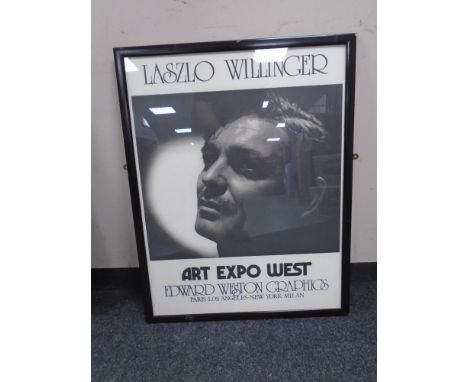 LASZLO WILLINGER
ART EXPO WEST
EDWARD WESTON GRAPHICS
PARIS · LOS ANGELES · NEW YORK · MILAN